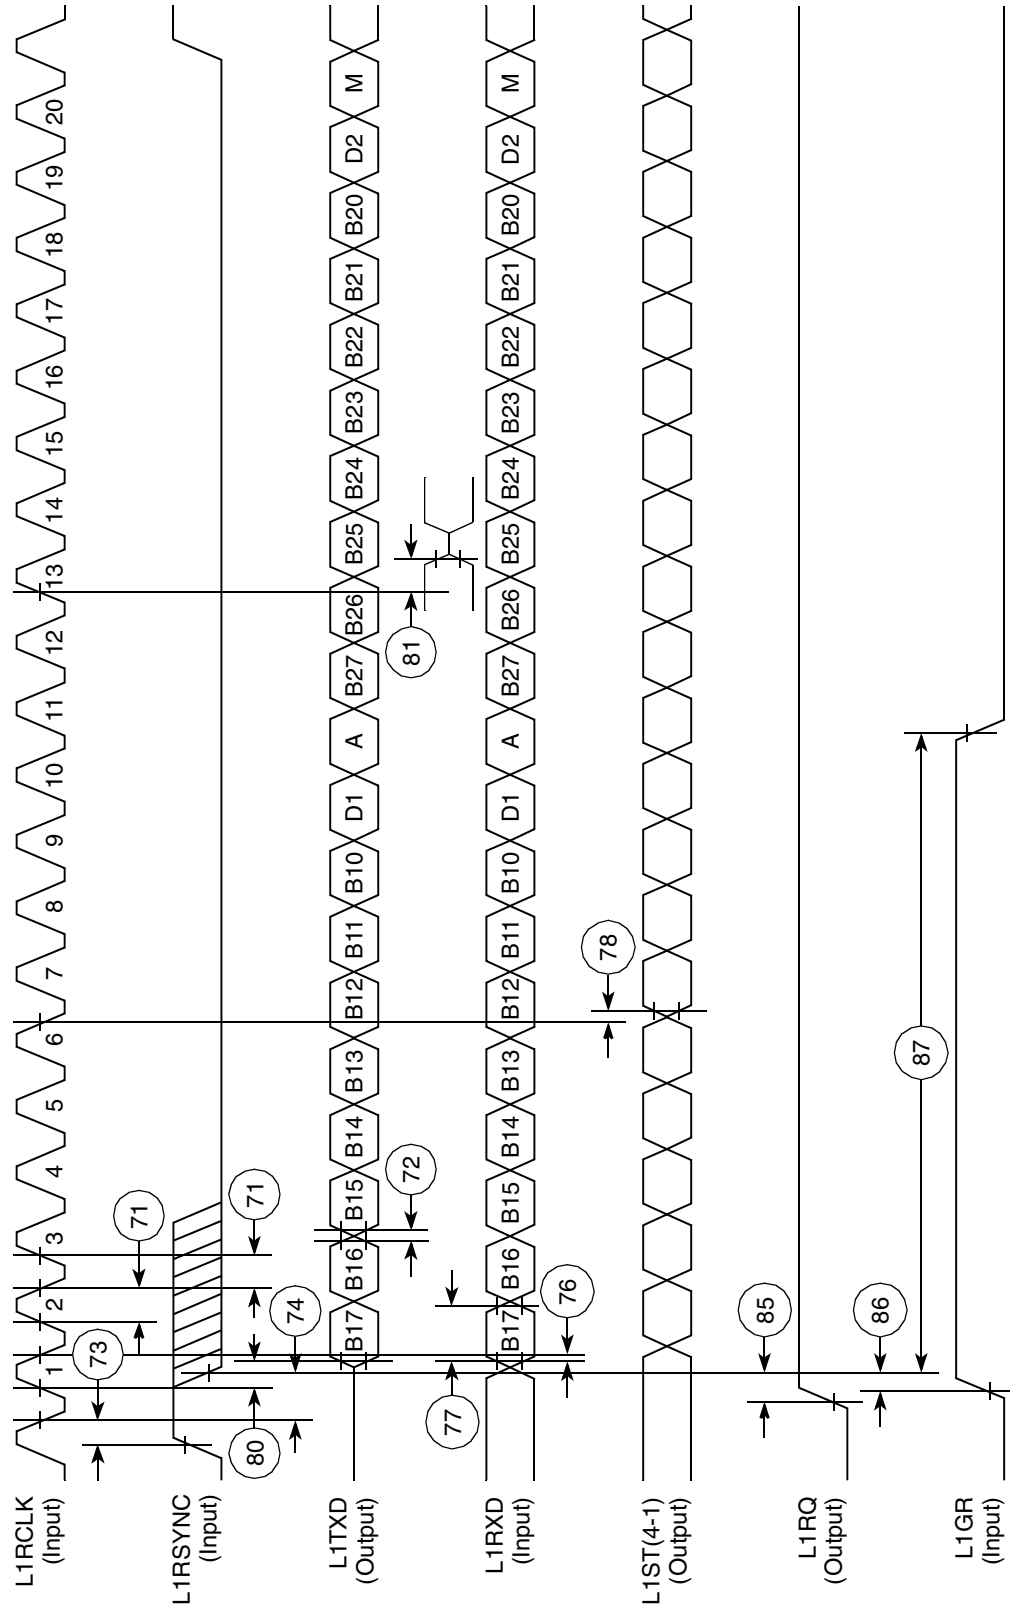 L1RCLK
(Input)
1 2 3 4 5 6 7 8 9 10 11 12 13 14 15 16 17 18 19 20
73
71
L1RSYNC
(Input)
71
80
74
L1TXD
(Output)
B17 B16 B15 B14 B13 B12 B11 B10 D1 A B27 B26 B25 B24 B23 B22 B21 B20 D2 M
72
81
77
L1RXD
(Input)
B17 B16 B15 B14 B13 B12 B11 B10 D1 A B27 B26 B25 B24 B23 B22 B21 B20 D2 M
76
78
L1ST(4-1)
(Output)
85
L1RQ
(Output)
86
87
L1GR
(Input)